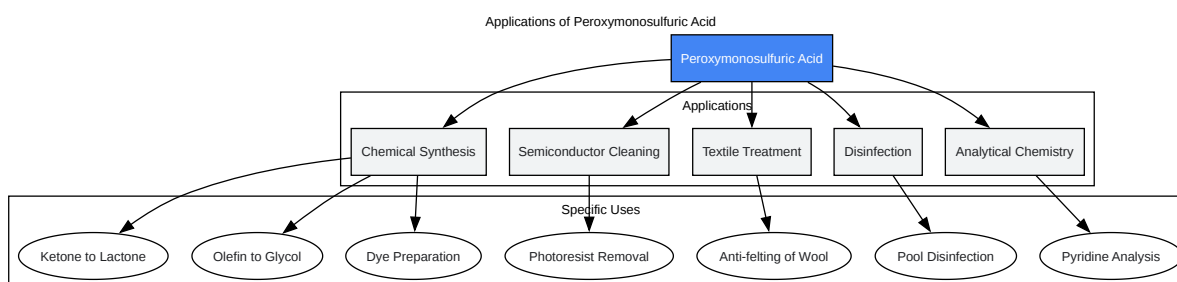 Applications of Peroxymonosulfuric Acid
Peroxymonosulfuric Acid
Applications
Chemical Synthesis
Semiconductor Cleaning
Textile Treatment
Disinfection
Analytical Chemistry
Specific Uses
Ketone to Lactone
Olefin to Glycol
Dye Preparation
Photoresist Removal
Anti-felting of Wool
Pool Disinfection
Pyridine Analysis